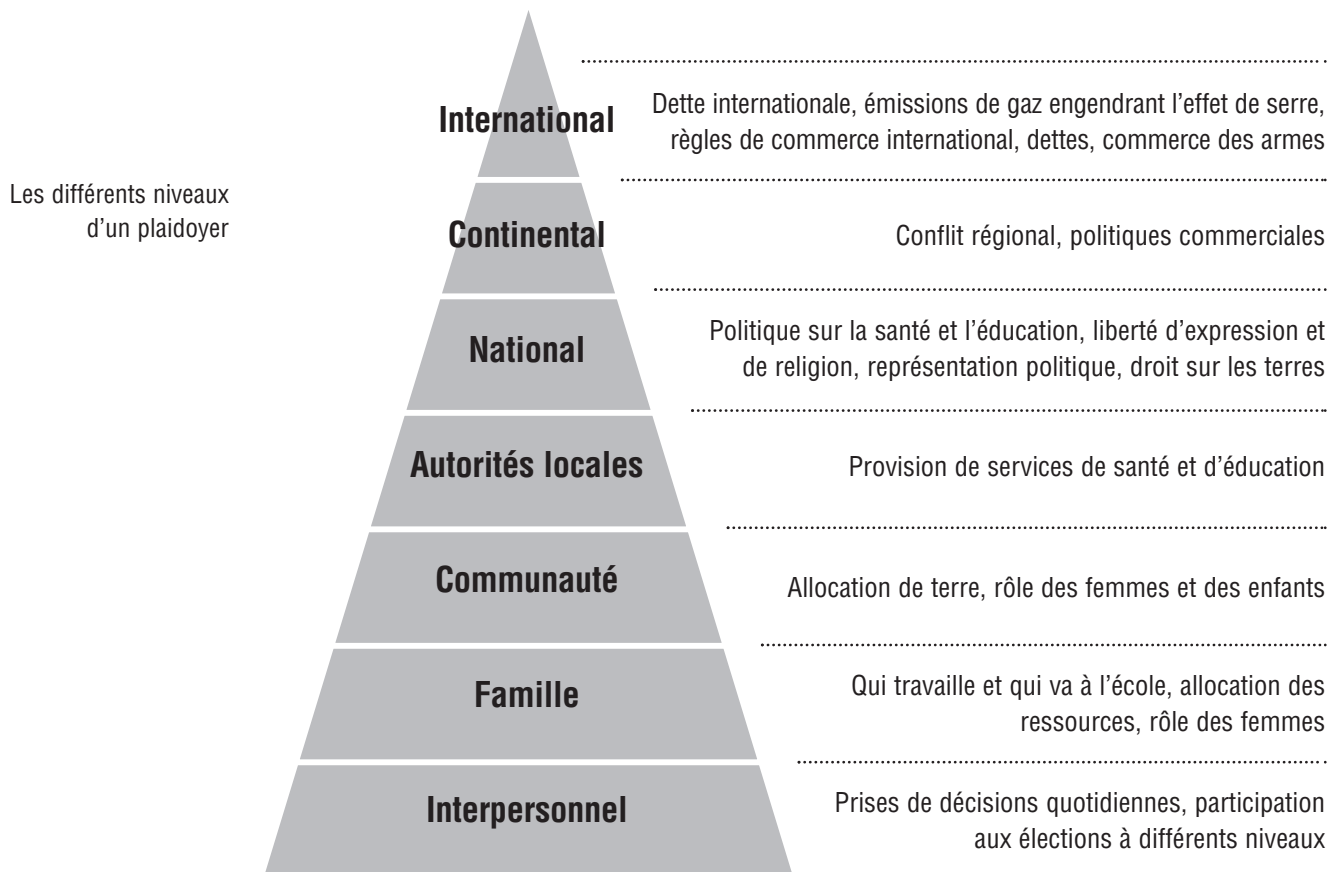 Les différents niveaux
d'un plaidoyer
International
Dette internationale, émissions de gaz engendrant l'effet de serre,
règles de commerce international, dettes, commerce des armes
Continental
Conflit régional, politiques commerciales
National
Politique sur la santé et l'éducation, liberté d'expression et
de religion, représentation politique, droit sur les terres
Autorités locales
Provision de services de santé et d'éducation
Communauté
Allocation de terre, rôle des femmes et des enfants
Famille
Qui travaille et qui va à l'école, allocation des
ressources, rôle des femmes
Interpersonnel
Prises de décisions quotidiennes, participation
aux élections à différents niveaux